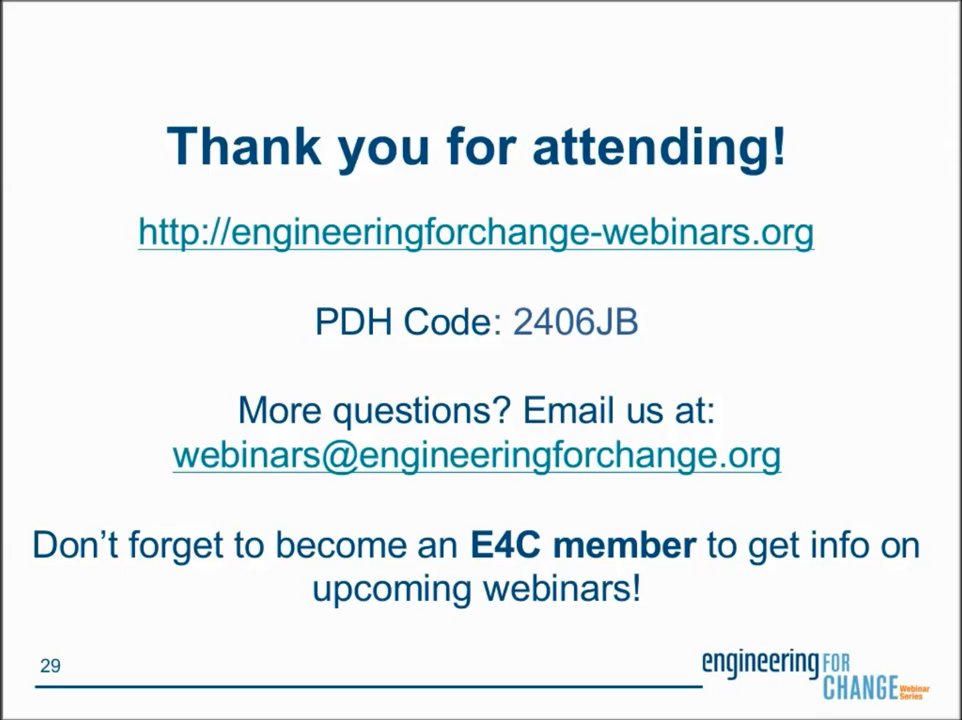 Thank you for attending!
http://engineeringforchange-webinars.org
PDH Code: 2406JB
More questions? Email us at:
webinars@engineeringforchange.org
Don’t forget to become an E4C member to get info on
upcoming webinars!
29
engineering FOR
CHANGE Webinar
Series